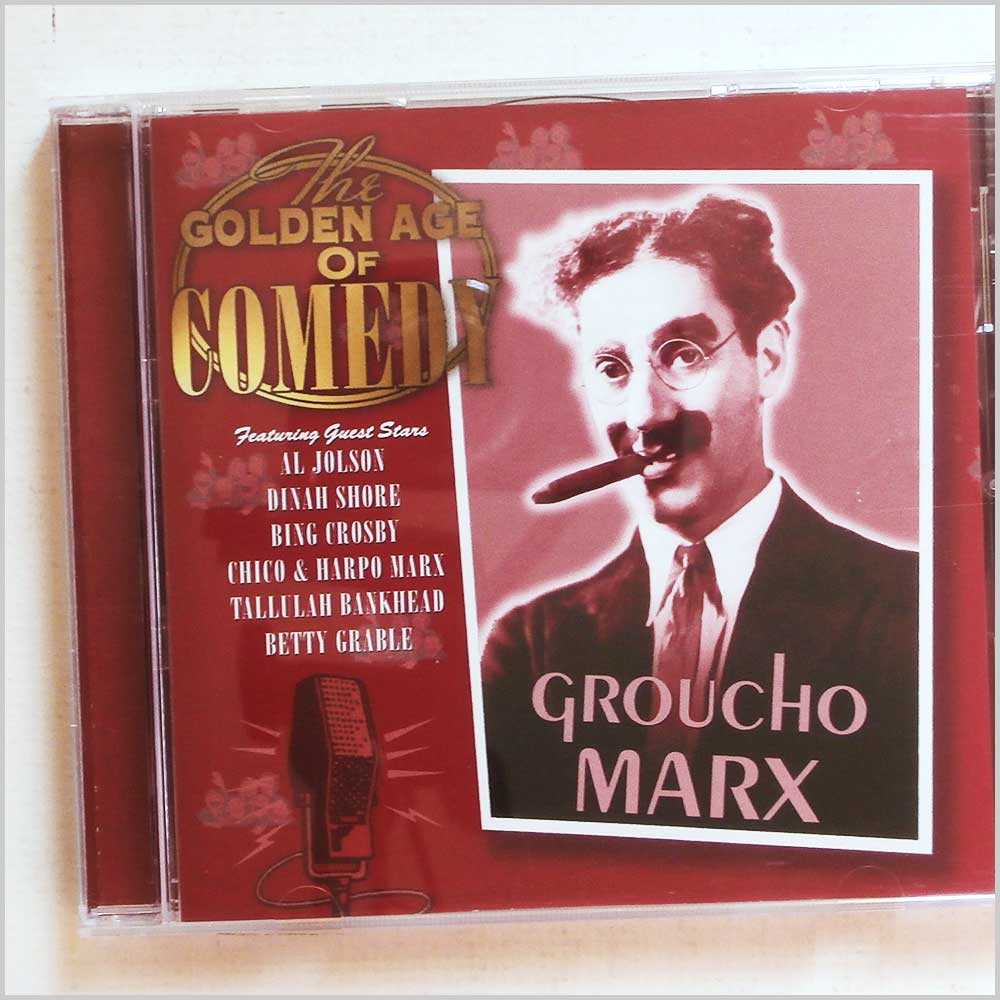 The
GOLDEN AGE
OF
COMEDY
Featuring Guest Stars
AL JOLSON
DINAH SHORE
BING CROSBY
CHICO & HARPO MARX
TALLULAH BANKHEAD
BETTY GRABLE
GROUCHO
MARX